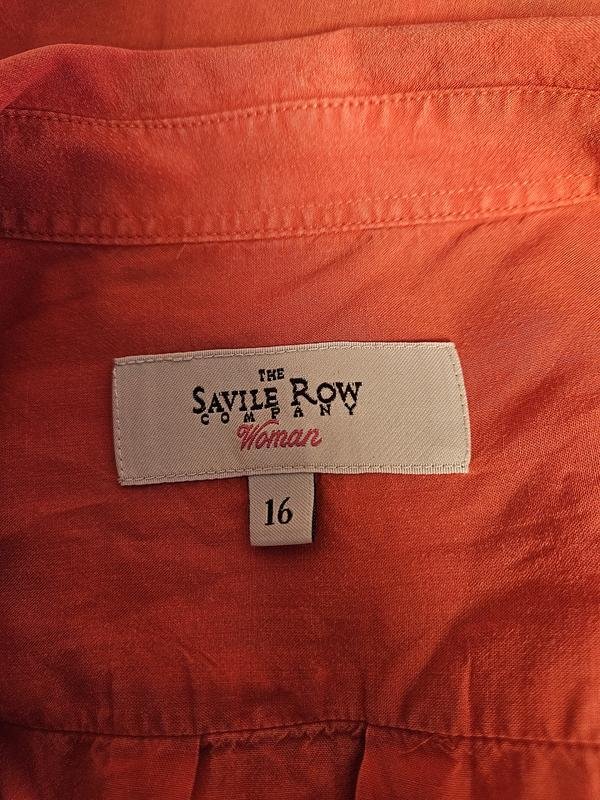 THE
SAVILE ROW
COMPANY
Woman
16